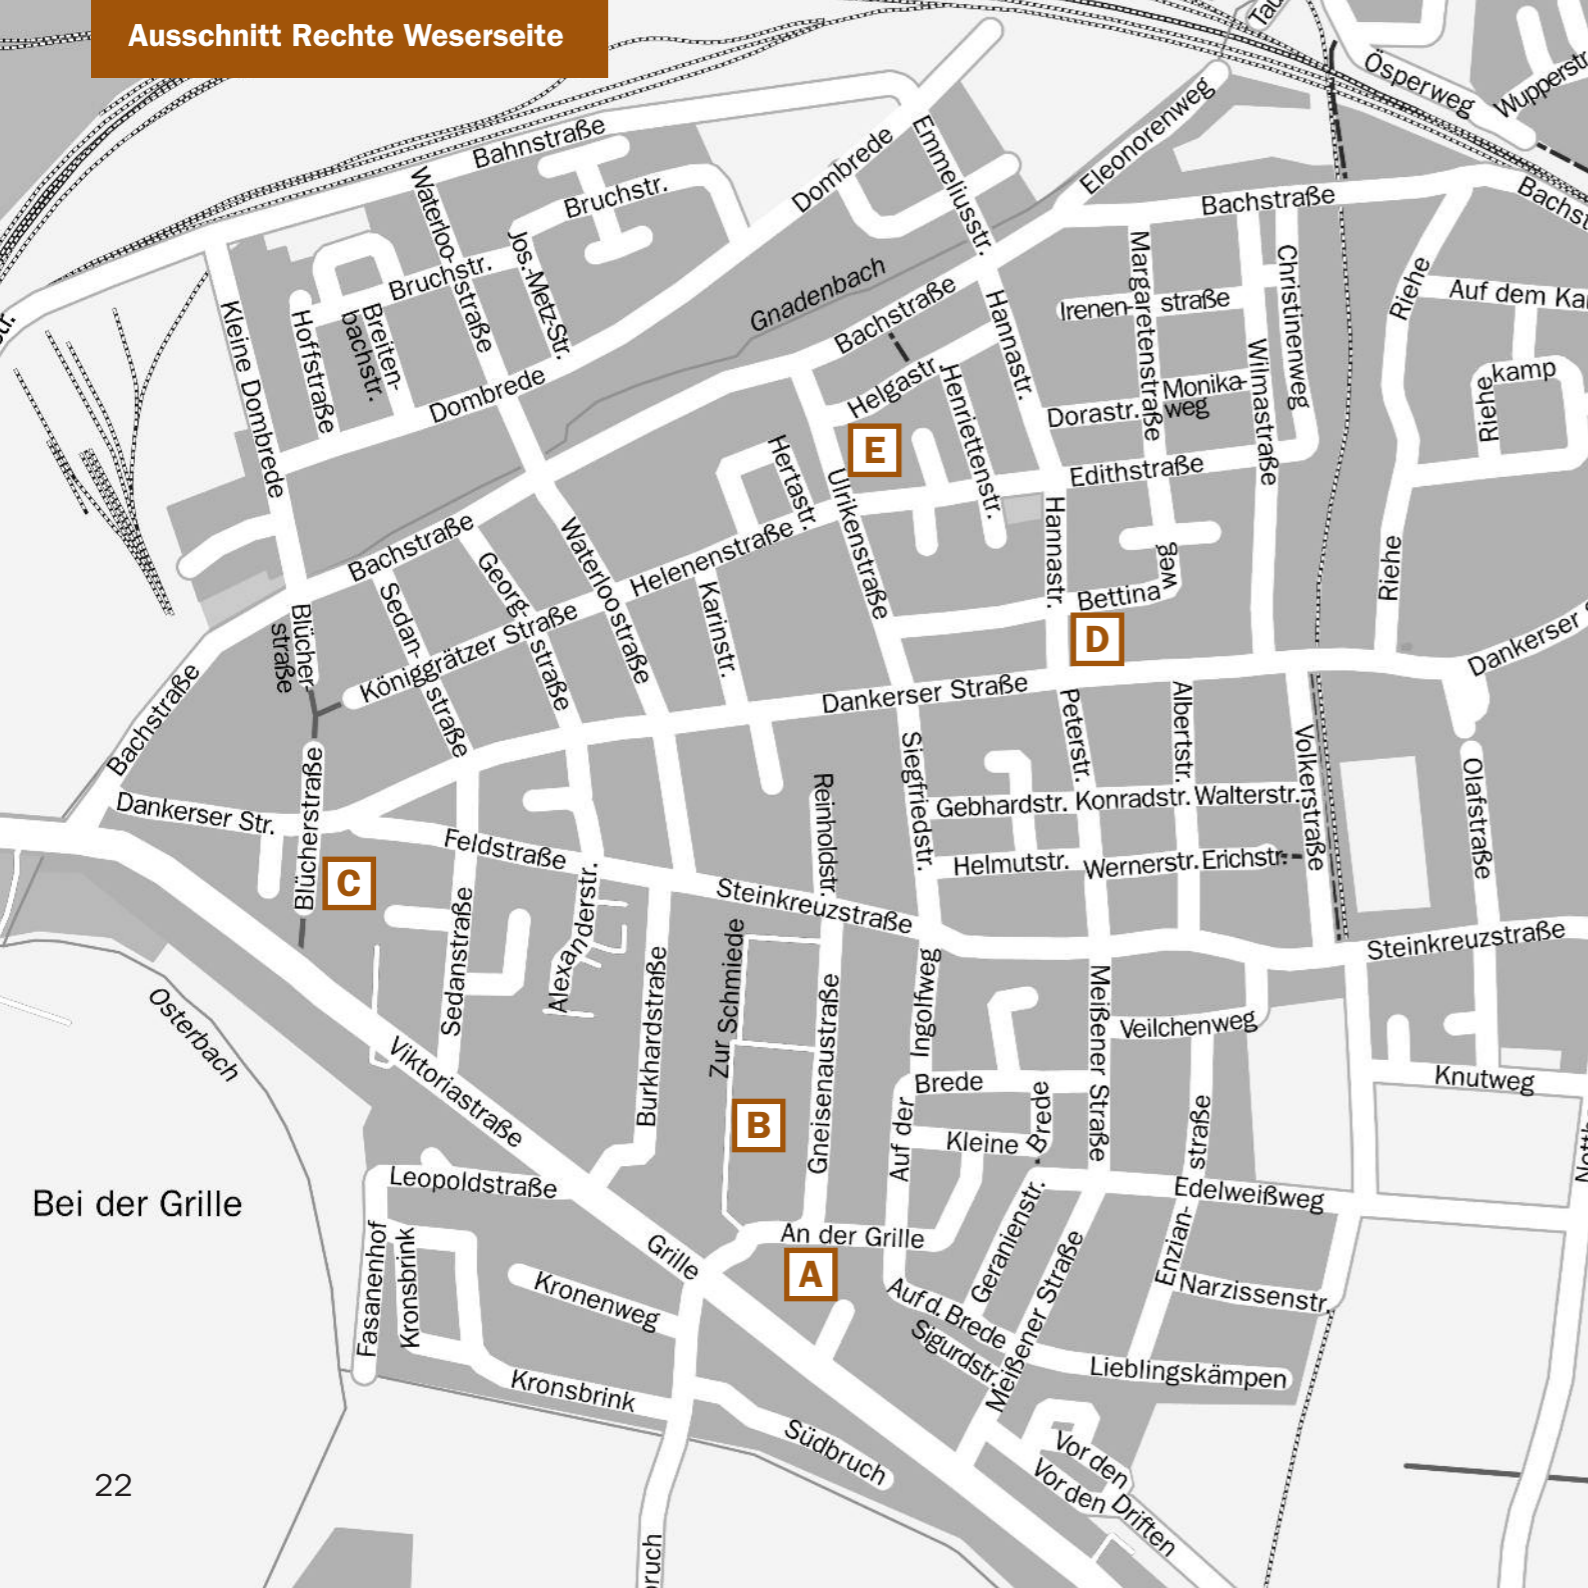 Ausschnitt Rechte Weserseite
Ösperweg
Wupperstr
Bahnstraße
Bruchstr.
Dombrede
Emmeliusstr.
Eleonorenweg
Bachstraße
Bachst
Waterloo-
straße
Jos.-Metz-Str.
Bruchstr.
Breiten-
bachstr.
Hoffstraße
Kleine Dombrede
Dombrede
Gnadenbach
Bachstraße
Hannastr.
Irenen-
straße
Margaretenstraße
Christinenweg
Wilmastraße
Riehe
Auf dem Ka
Riehe
kamp
Helgastr.
Henriettenstr.
Dorastr.
Monika-
weg
Edithstraße
E
Hertastr.
Ulrikenstraße
Helenenstraße
Waterloostraße
Bachstraße
Georg-
straße
Sedan-
straße
Königgrätzer Straße
Karinstr.
Hannastr.
Bettina
weg
D
Riehe
Dankerser
Blücher-
straße
Bachstraße
Dankerser Straße
Peterstr.
Albertstr.
Volkerstraße
Olafstraße
Siegfriedstr.
Reinholdstr.
Gebhardstr.
Konradstr.
Walterstr.
Helmutstr.
Wernerstr.
Erichstr.
Dankerser Str.
Blücherstraße
C
Feldstraße
Steinkreuzstraße
Steinkreuzstraße
Alexanderstr.
Sedanstraße
Burkhardstraße
Zur Schmiede
Gneisenaustraße
Ingolfweg
Meißener Straße
Veilchenweg
Knutweg
Osterbach
Viktoriastraße
B
Auf der
Brede
Kleine
Brede
straße
Enzian-
Edelweißweg
Bei der Grille
Leopoldstraße
Fasanenhof
Kronsbrink
Grille
An der Grille
A
Kronenweg
Geranienstr.
Meißener Straße
Narzissenstr.
Auf d. Brede
Sigurdstr.
Lieblingskämpen
Kronsbrink
Südbruch
Vor den
Vor den Driften
22
ruch